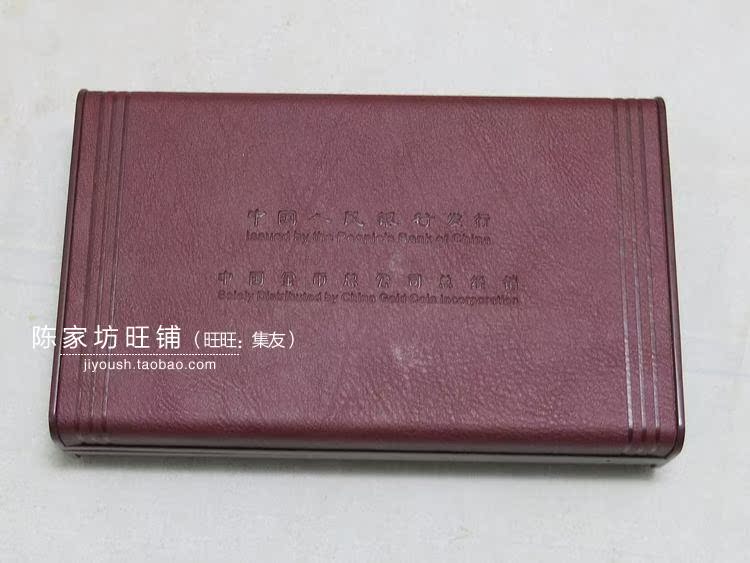 中国人民银行发行
Issued by the People's Bank of China
中国金币总公司总经销
Solely Distributed by China Gold Coin Incorporation
陈家坊旺铺（旺旺：集友）
jiyoush.taobao.com